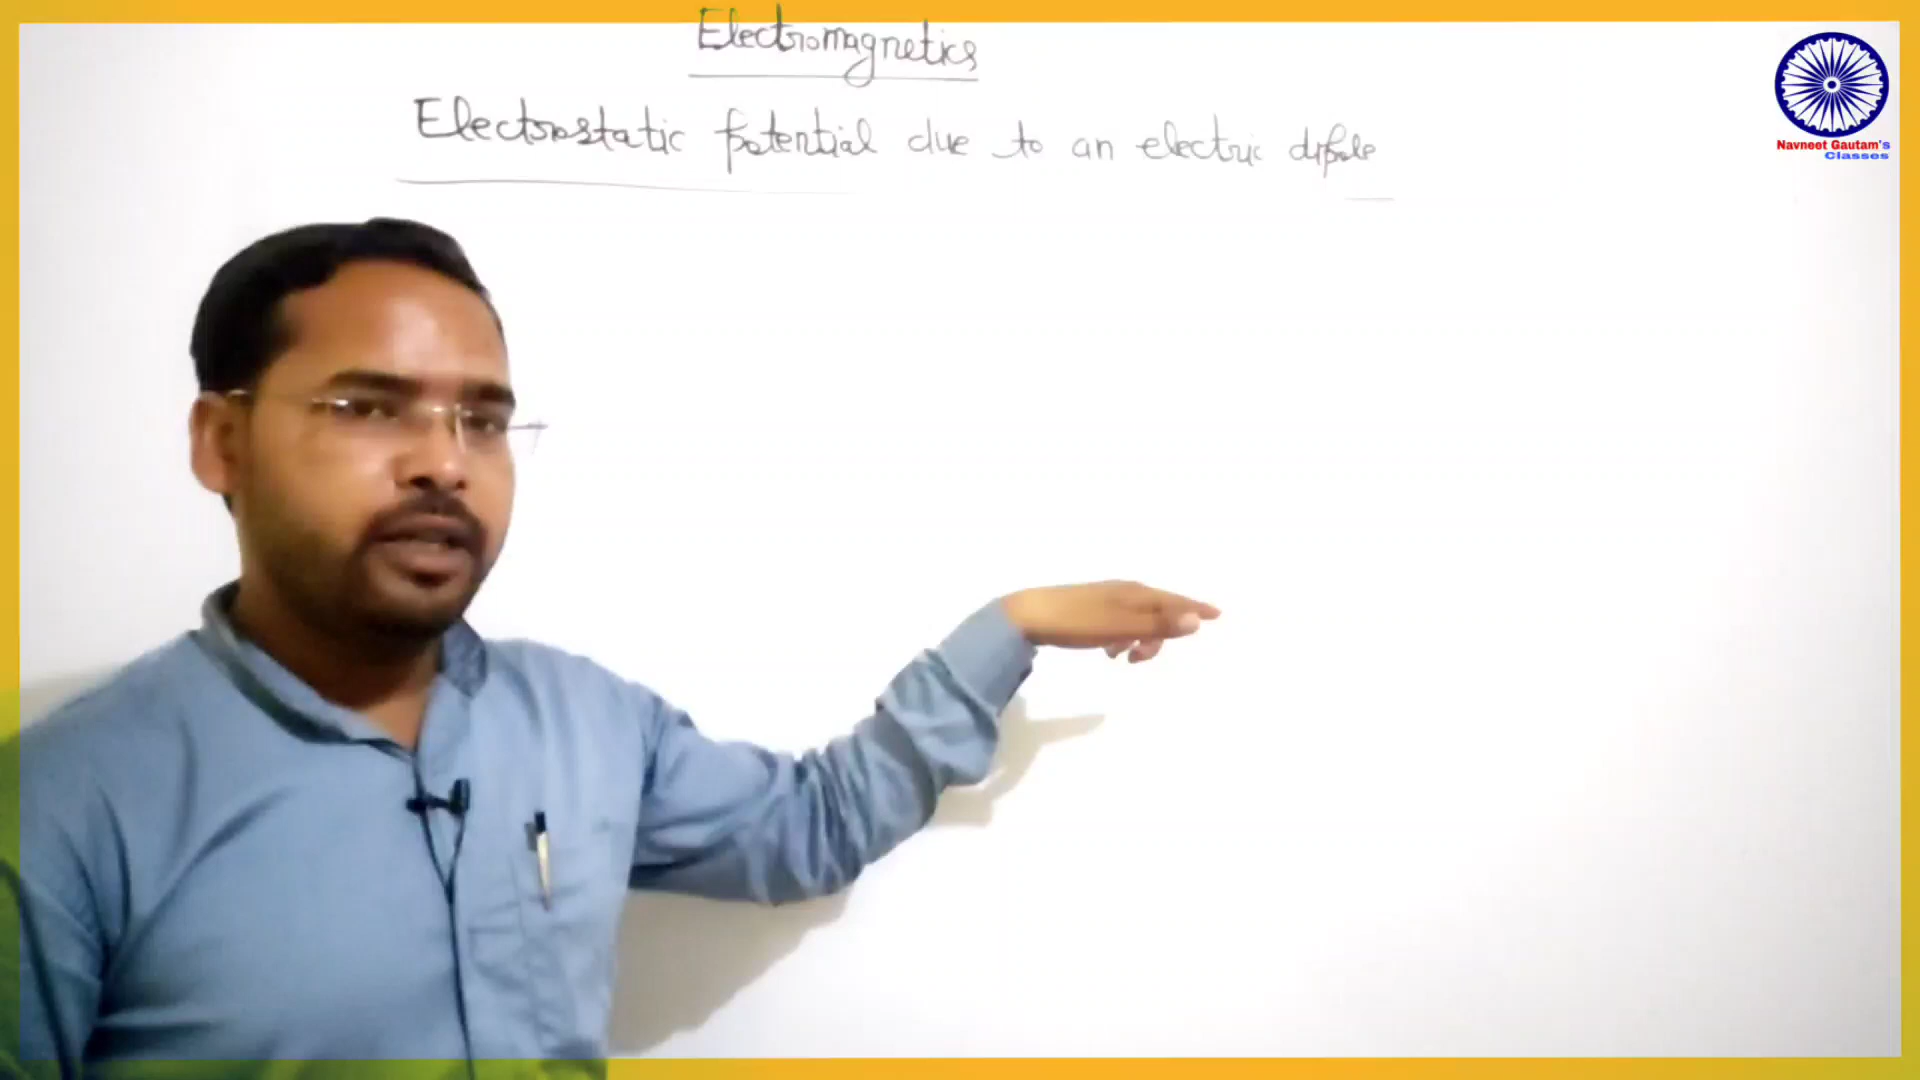 Electromagnetics
Electrostatic potential due to an electric dipole
Navneet Gautam's
Classes